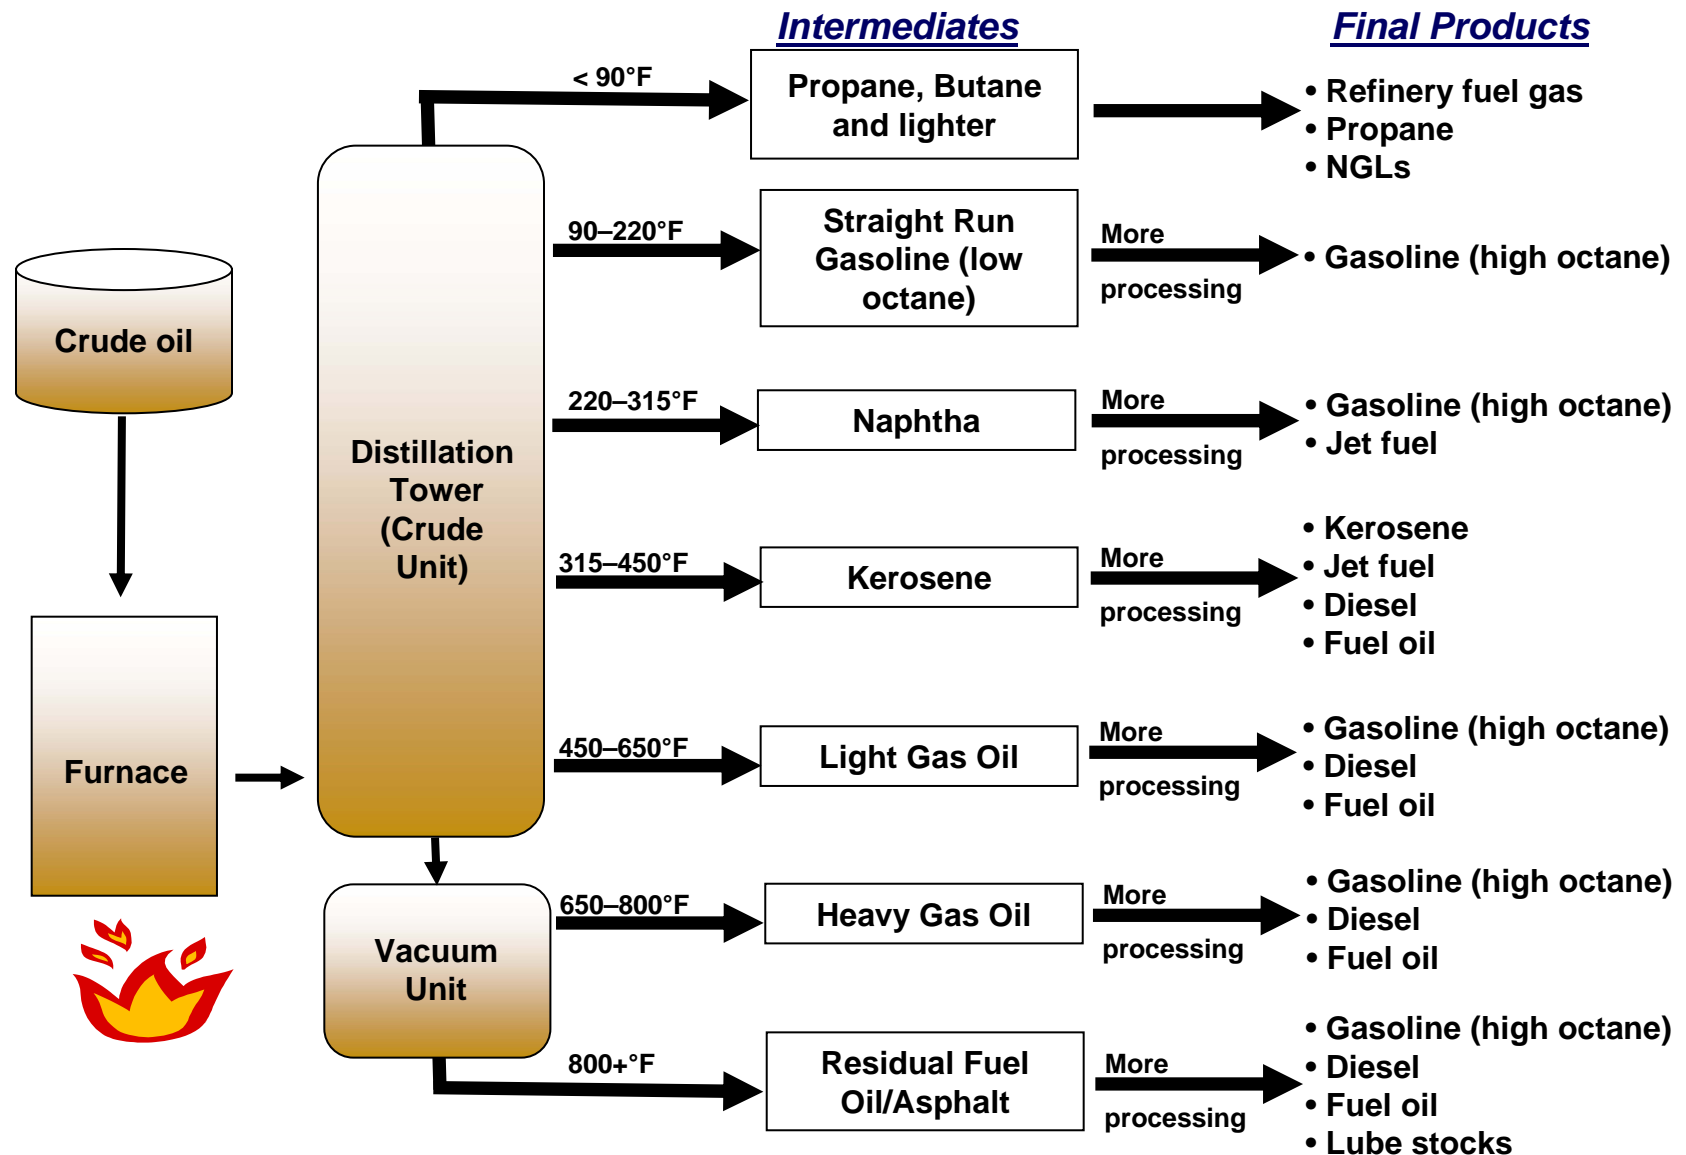 Intermediates
Final Products
< 90°F
Propane, Butane
and lighter
• Refinery fuel gas
• Propane
• NGLs
90–220°F
Straight Run
Gasoline (low
octane)
More
processing
• Gasoline (high octane)
Crude oil
220–315°F
Naphtha
More
processing
• Gasoline (high octane)
• Jet fuel
Distillation
Tower
(Crude
Unit)
315–450°F
Kerosene
More
processing
• Kerosene
• Jet fuel
• Diesel
• Fuel oil
Furnace
450–650°F
Light Gas Oil
More
processing
• Gasoline (high octane)
• Diesel
• Fuel oil
Vacuum
Unit
650–800°F
Heavy Gas Oil
More
processing
• Gasoline (high octane)
• Diesel
• Fuel oil
800+°F
Residual Fuel
Oil/Asphalt
More
processing
• Gasoline (high octane)
• Diesel
• Fuel oil
• Lube stocks